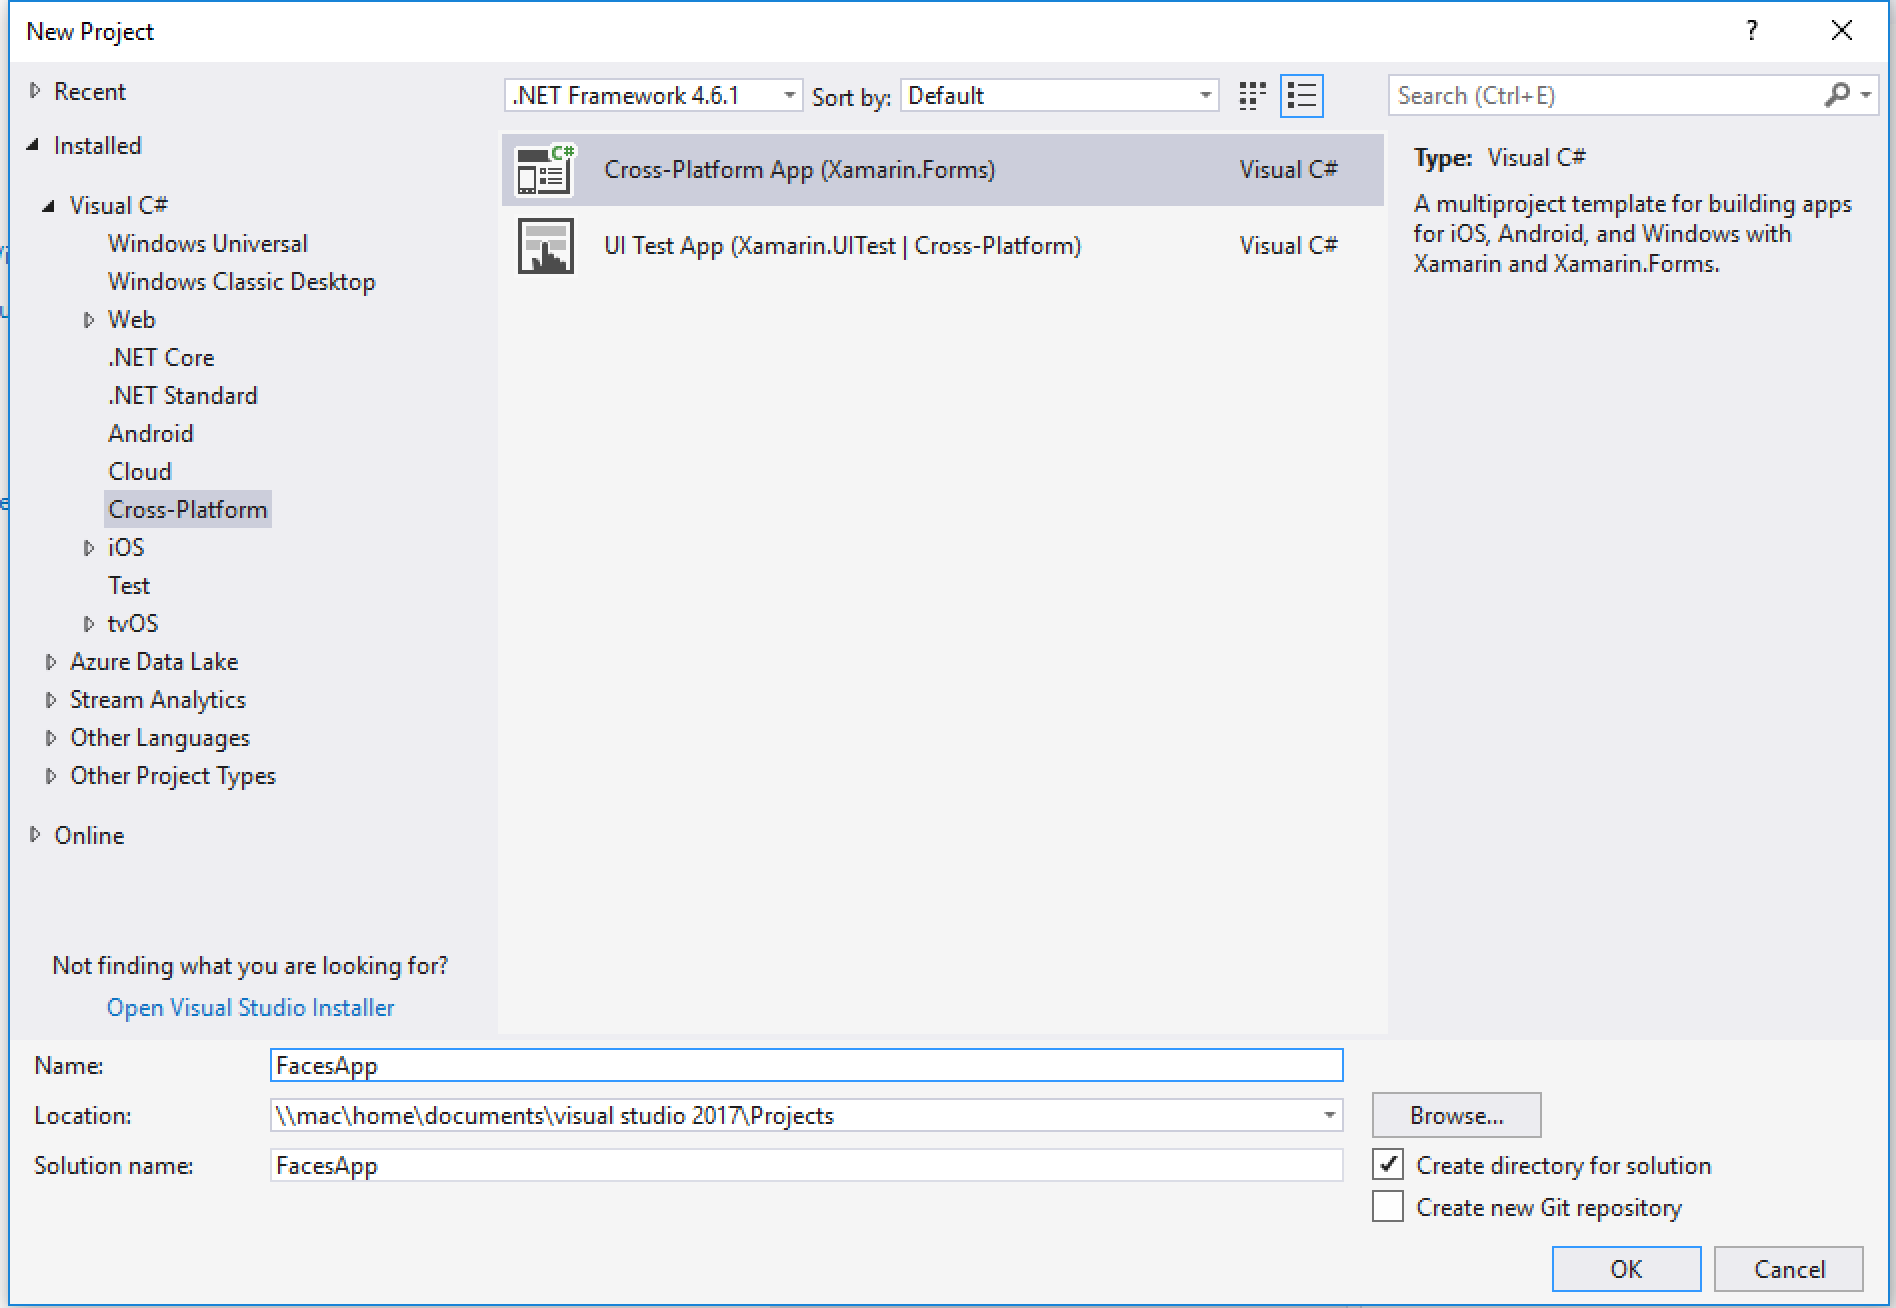 New Project
?
Recent
Installed
Visual C#
Windows Universal
Windows Classic Desktop
Web
.NET Core
.NET Standard
Android
Cloud
Cross-Platform
iOS
Test
tvOS
Azure Data Lake
Stream Analytics
Other Languages
Other Project Types
Online
Not finding what you are looking for?
Open Visual Studio Installer
.NET Framework 4.6.1
Sort by:
Default
C#
Cross-Platform App (Xamarin.Forms)
Visual C#
UI Test App (Xamarin.UITest | Cross-Platform)
Visual C#
Search (Ctrl+E)
Type: Visual C#
A multiproject template for building apps
for iOS, Android, and Windows with
Xamarin and Xamarin.Forms.
Name:
FacesApp
Location:
\\mac\home\documents\visual studio 2017\Projects
Browse...
Solution name:
FacesApp
Create directory for solution
Create new Git repository
OK
Cancel